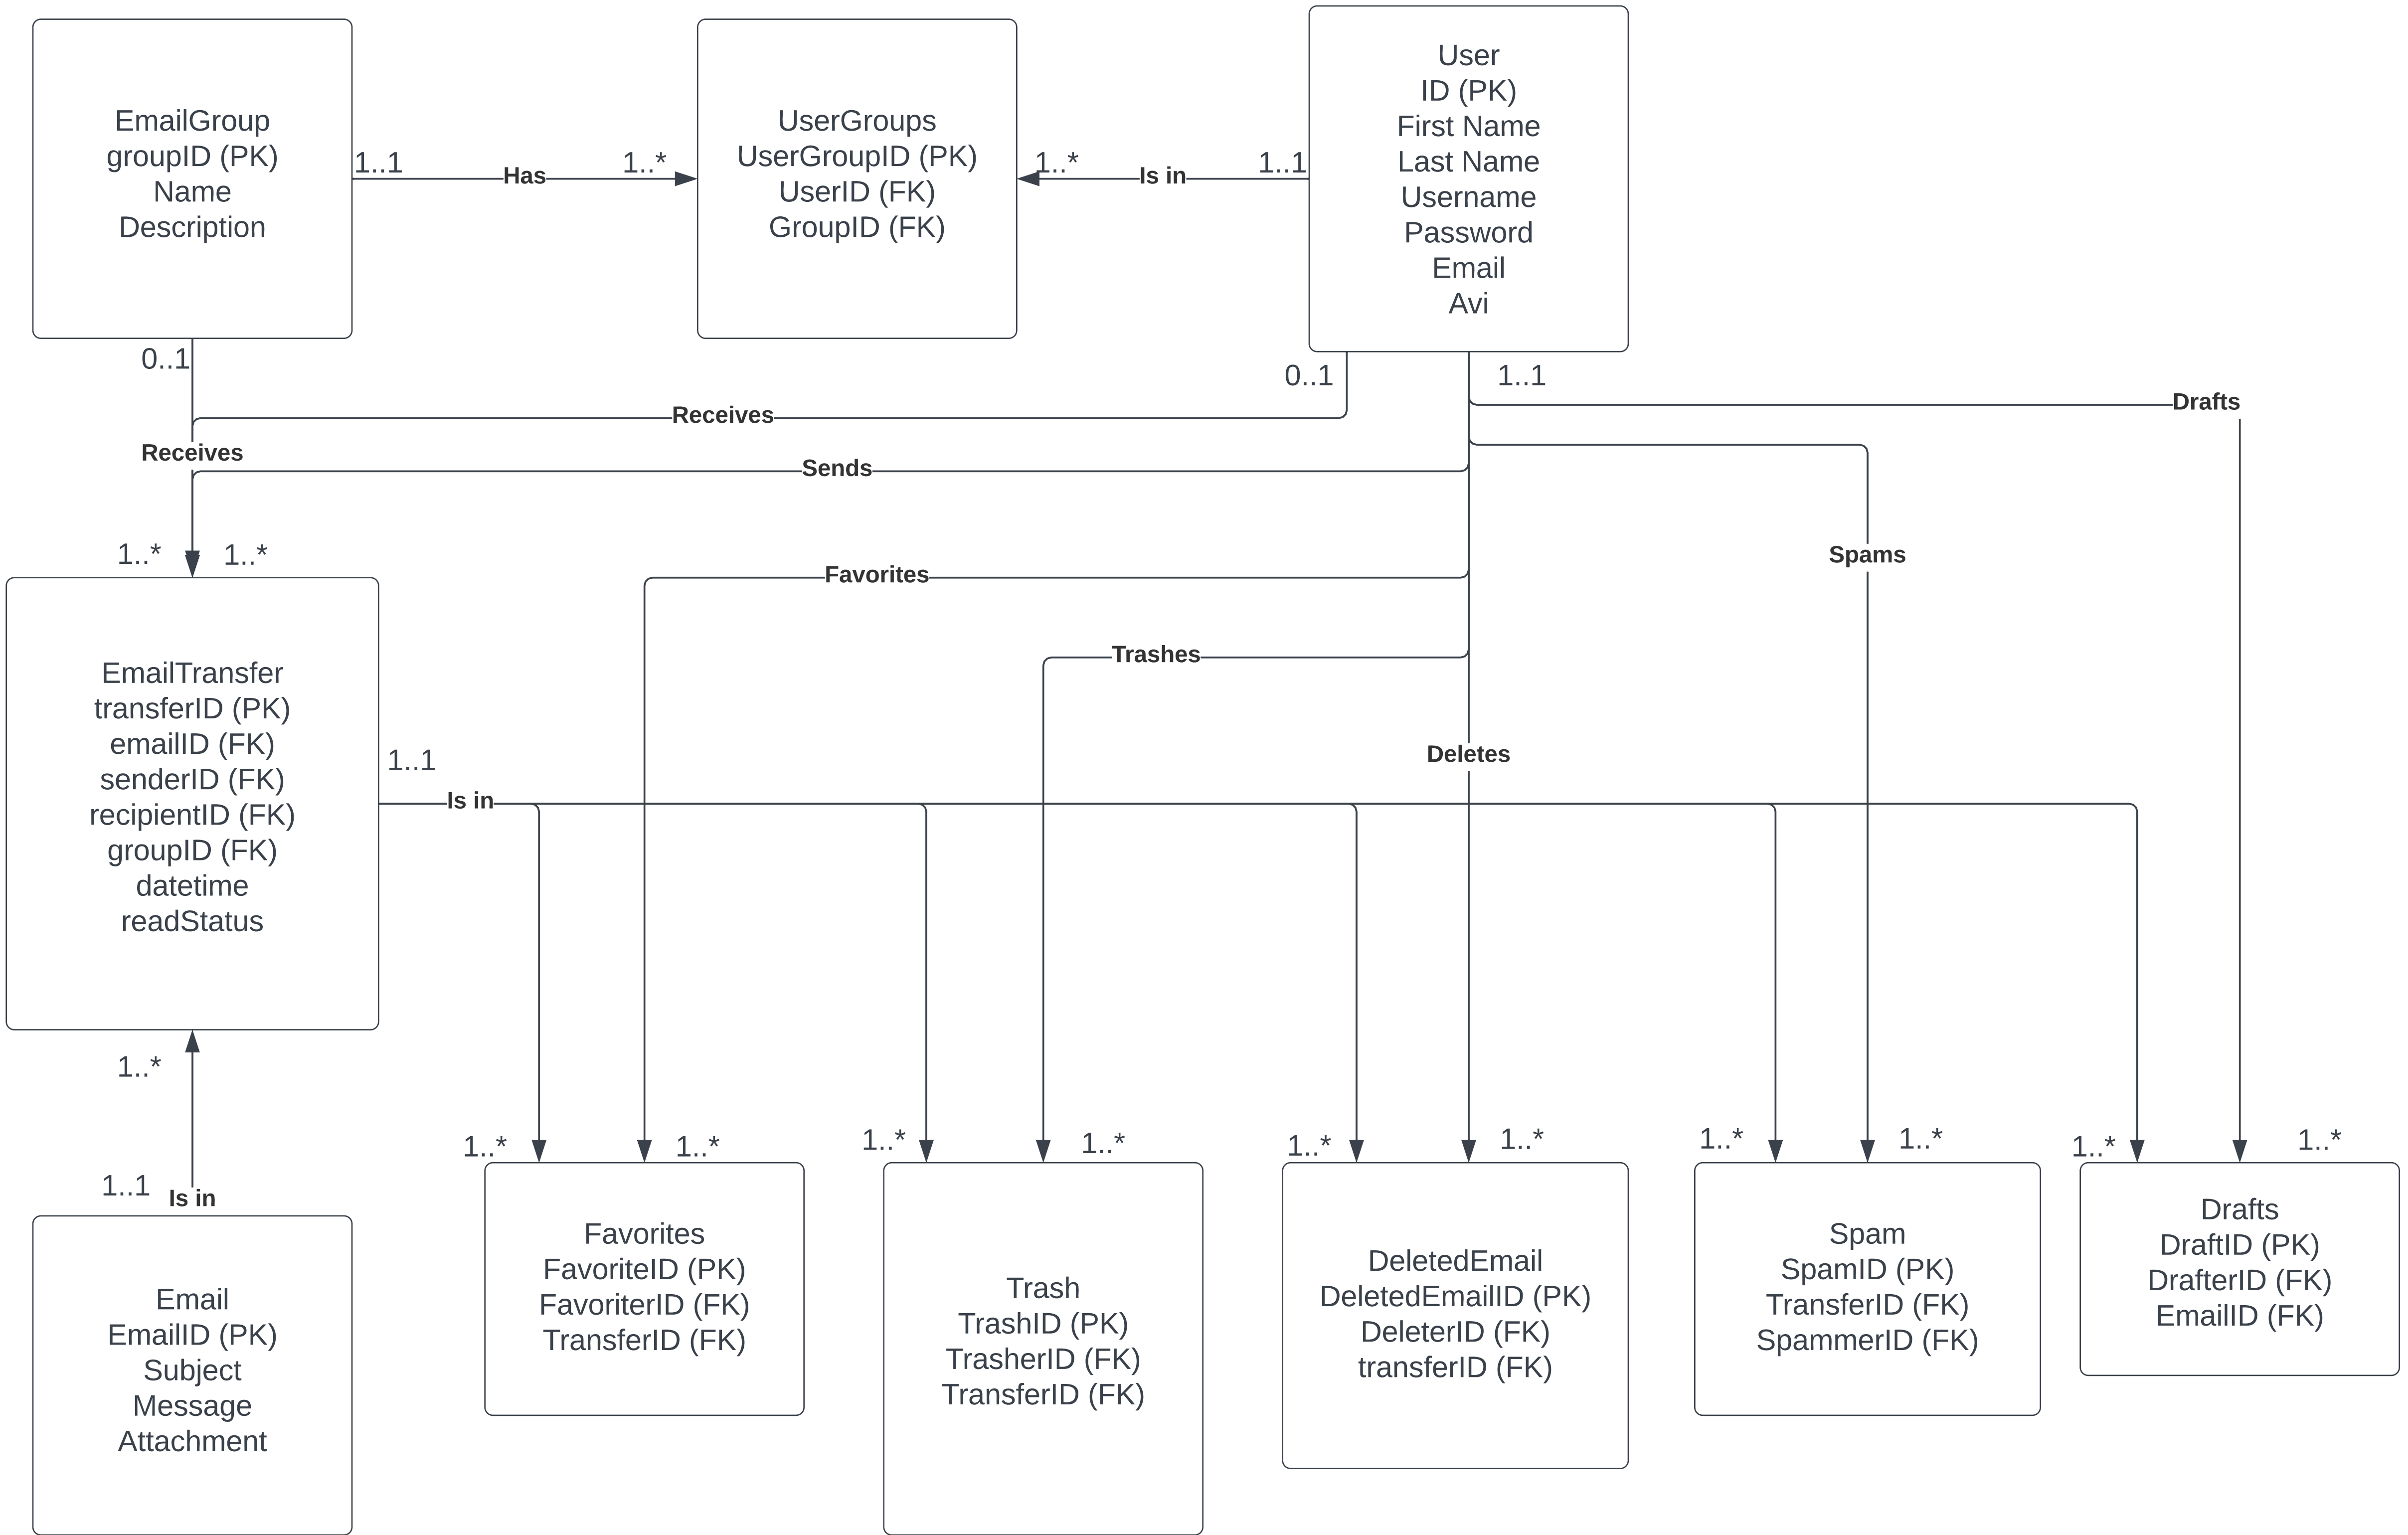 EmailGroup
groupID (PK)
Name
Description
1..1
Has
1..*
UserGroups
UserGroupID (PK)
UserID (FK)
GroupID (FK)
1..*
Is in
1..1
User
ID (PK)
First Name
Last Name
Username
Password
Email
Avi
0..1
0..1
1..1
Receives
Drafts
Receives
Sends
1..*
1..*
Spams
Favorites
Trashes
Deletes
EmailTransfer
transferID (PK)
emailID (FK)
senderID (FK)
recipientID (FK)
groupID (FK)
datetime
readStatus
1..1
Is in
1..*
1..1
Is in
1..*
1..*
1..*
1..*
1..*
1..*
1..*
1..*
1..*
1..*
Email
EmailID (PK)
Subject
Message
Attachment
Favorites
FavoriteID (PK)
FavoriterID (FK)
TransferID (FK)
Trash
TrashID (PK)
TrasherID (FK)
TransferID (FK)
DeletedEmail
DeletedEmailID (PK)
DeleterID (FK)
transferID (FK)
Spam
SpamID (PK)
TransferID (FK)
SpammerID (FK)
Drafts
DraftID (PK)
DrafterID (FK)
EmailID (FK)